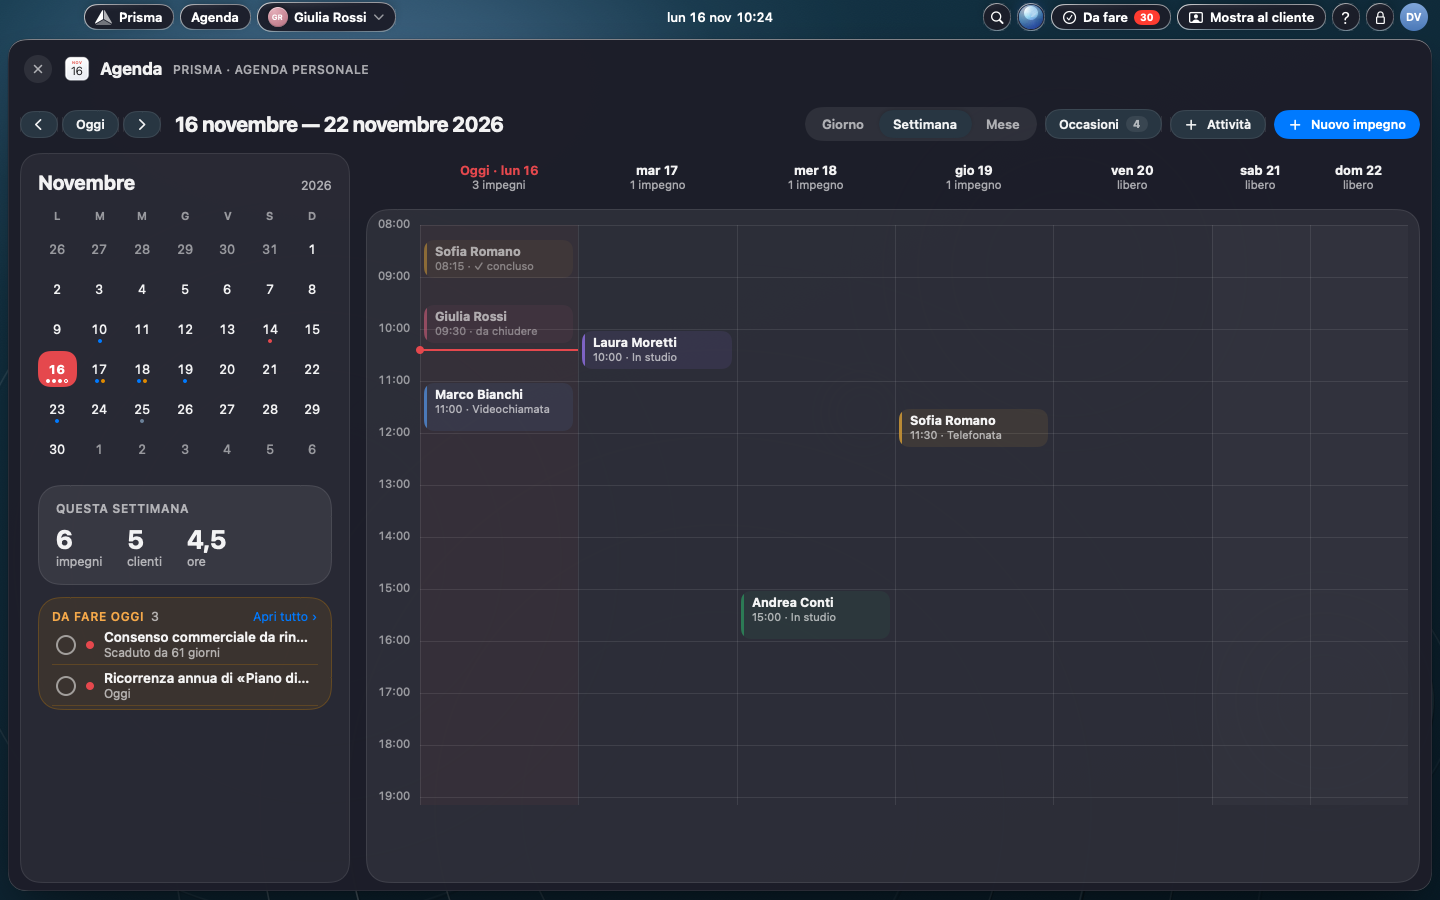 Prisma
Agenda
GR Giulia Rossi
lun 16 nov 10:24
Da fare 30
Mostra al cliente
?
DV
NOV 16
Agenda PRISMA · AGENDA PERSONALE
Oggi
16 novembre — 22 novembre 2026
Giorno Settimana Mese
Occasioni 4
+ Attività
+ Nuovo impegno
Novembre 2026
L M M G V S D
26 27 28 29 30 31 1
2 3 4 5 6 7 8
9 10 11 12 13 14 15
16 17 18 19 20 21 22
23 24 25 26 27 28 29
30 1 2 3 4 5 6
QUESTA SETTIMANA
6 5 4,5
impegni clienti ore
DA FARE OGGI 3 Apri tutto ›
Consenso commerciale da rin...
Scaduto da 61 giorni
Ricorrenza annua di «Piano di...
Oggi
Oggi · lun 16 mar 17 mer 18 gio 19 ven 20 sab 21 dom 22
3 impegni 1 impegno 1 impegno 1 impegno libero libero libero
08:00
Sofia Romano
08:15 · ✓ concluso
09:00
Giulia Rossi
09:30 · da chiudere
10:00
Laura Moretti
10:00 · In studio
11:00
Marco Bianchi
11:00 · Videochiamata
Sofia Romano
11:30 · Telefonata
12:00
13:00
14:00
15:00
Andrea Conti
15:00 · In studio
16:00
17:00
18:00
19:00